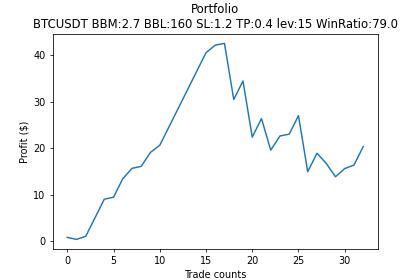 Portfolio
BTCUSDT BBM:2.7 BBL:160 SL:1.2 TP:0.4 lev:15 WinRatio:79.0
40
30
20
10
0
Profit ($)
0 5 10 15 20 25 30
Trade counts